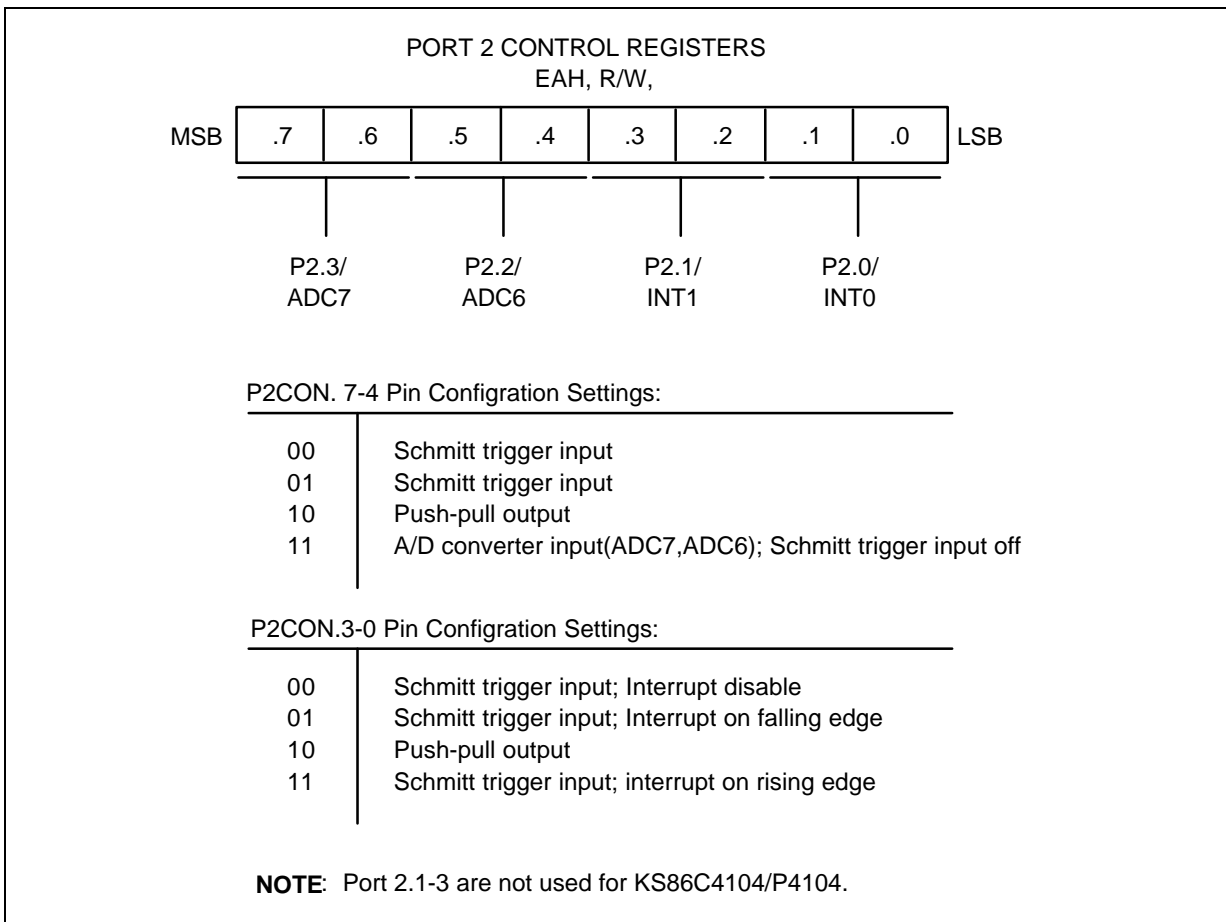 PORT 2 CONTROL REGISTERS
EAH, R/W,
MSB .7 .6 .5 .4 .3 .2 .1 .0 LSB
P2.3/ P2.2/ P2.1/ P2.0/
ADC7 ADC6 INT1 INT0
P2CON. 7-4 Pin Configration Settings:
00 Schmitt trigger input
01 Schmitt trigger input
10 Push-pull output
11 A/D converter input(ADC7,ADC6); Schmitt trigger input off
P2CON.3-0 Pin Configration Settings:
00 Schmitt trigger input; Interrupt disable
01 Schmitt trigger input; Interrupt on falling edge
10 Push-pull output
11 Schmitt trigger input; interrupt on rising edge
NOTE: Port 2.1-3 are not used for KS86C4104/P4104.